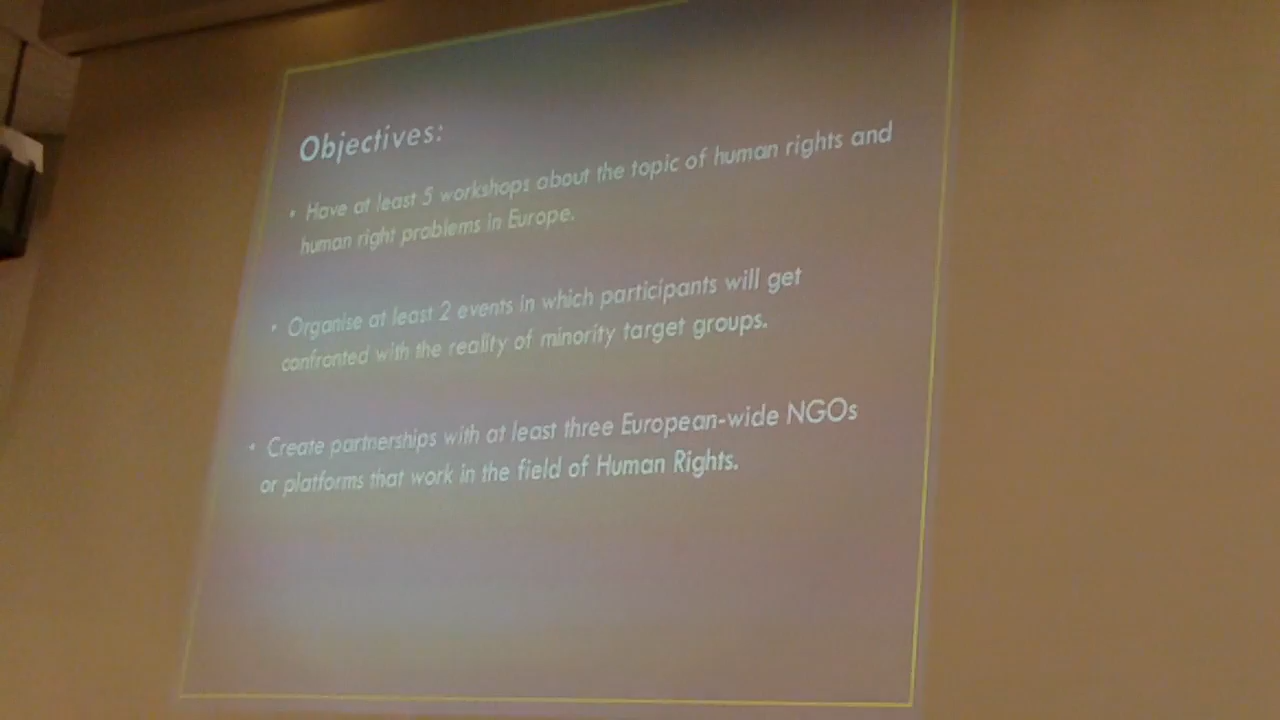 Objectives:
• Have at least 5 workshops about the topic of human rights and
human right problems in Europe.
• Organise at least 2 events in which participants will get
confronted with the reality of minority target groups.
• Create partnerships with at least three European-wide NGOs
or platforms that work in the field of Human Rights.